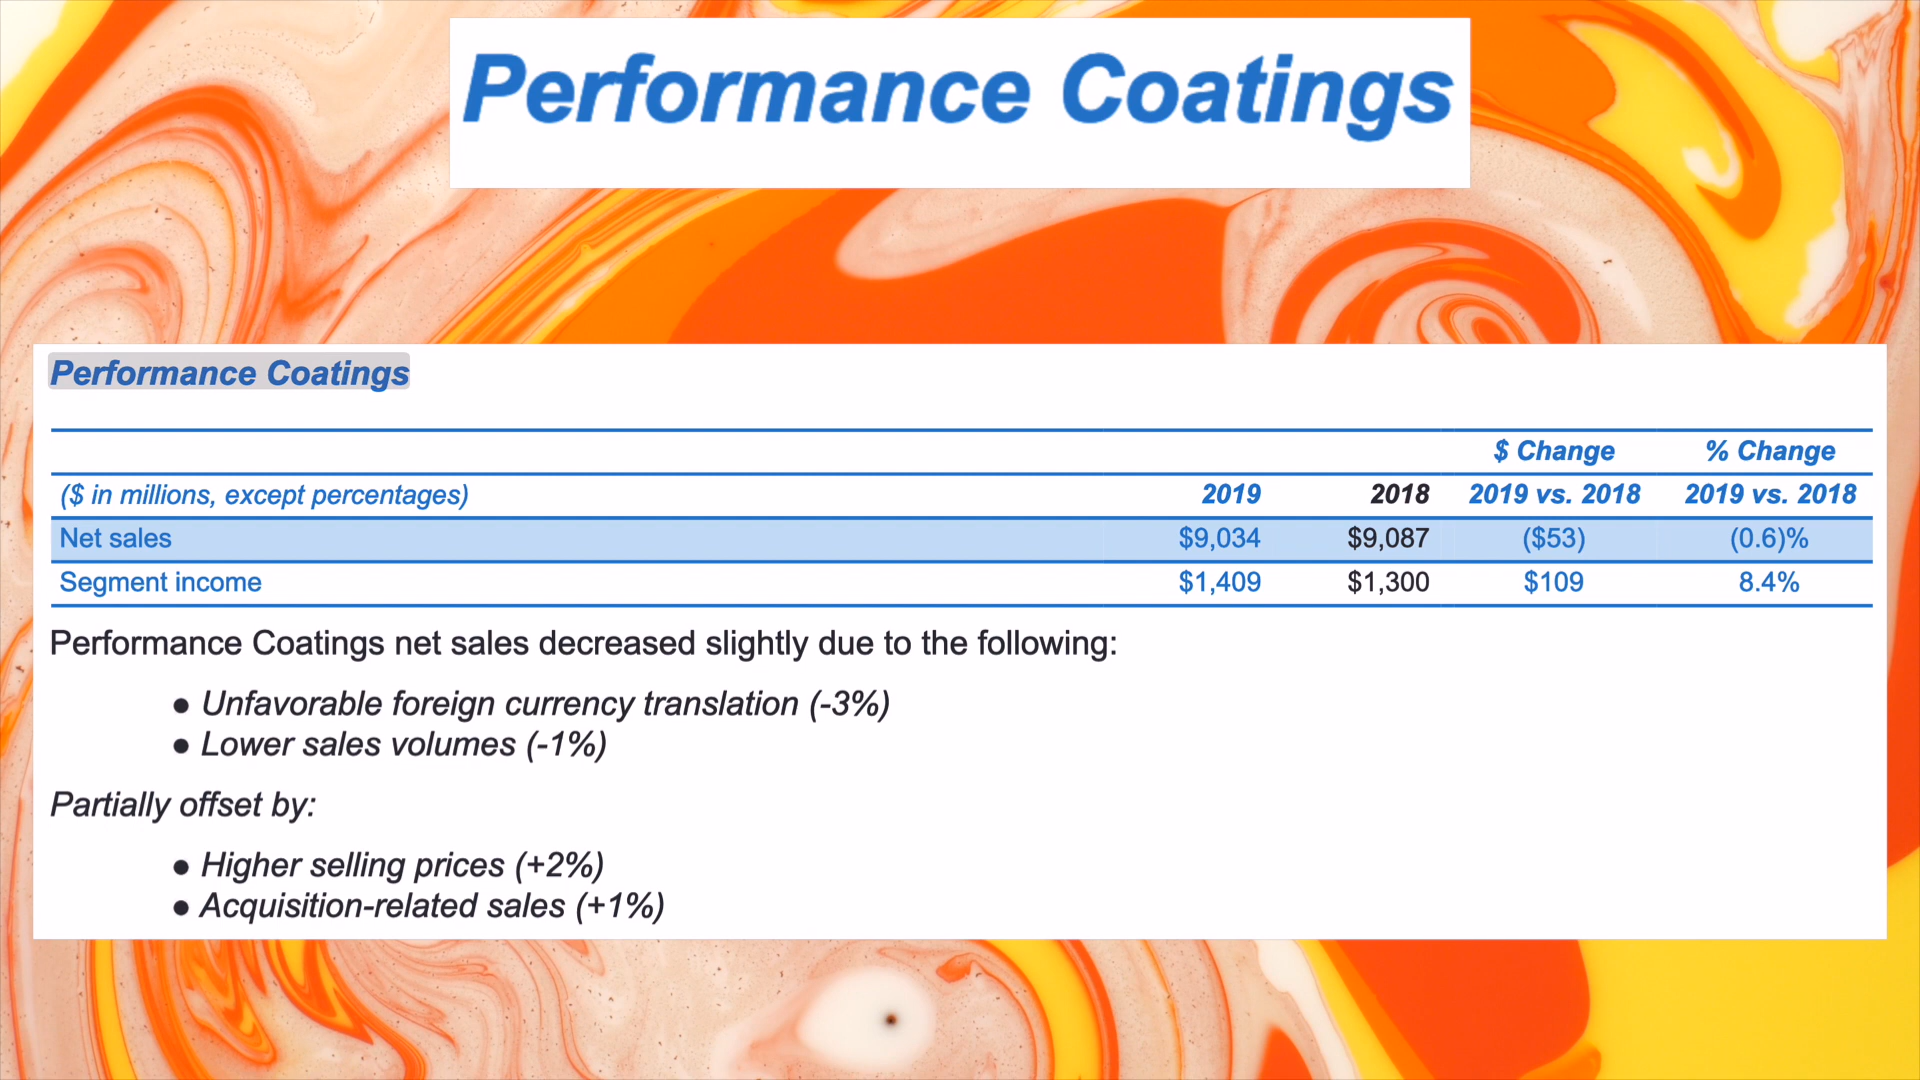 Performance Coatings
Performance Coatings
$ Change % Change
($ in millions, except percentages) 2019 2018 2019 vs. 2018 2019 vs. 2018
Net sales $9,034 $9,087 ($53) (0.6)%
Segment income $1,409 $1,300 $109 8.4%
Performance Coatings net sales decreased slightly due to the following:
● Unfavorable foreign currency translation (-3%)
● Lower sales volumes (-1%)
Partially offset by:
● Higher selling prices (+2%)
● Acquisition-related sales (+1%)